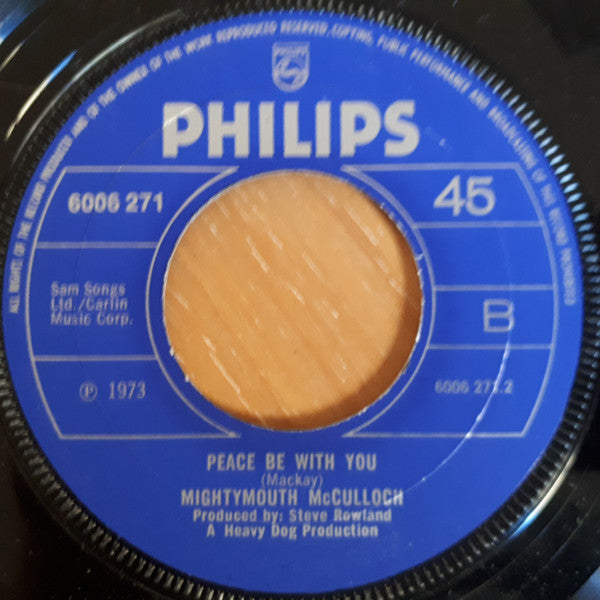 ALL RIGHTS OF THE RECORD PRODUCER AND OF THE OWNER OF THE WORK REPRODUCED RESERVED. COPYING, PUBLIC PERFORMANCE AND BROADCASTING OF THE RECORD PROHIBITED
PHILIPS
PHILIPS
6006 271
45
Sam Songs
Ltd./Carlin
Music Corp.
B
Ⓟ 1973
6006 271.2
PEACE BE WITH YOU
(Mackay)
MIGHTYMOUTH McCULLOCH
Produced by: Steve Rowland
A Heavy Dog Production